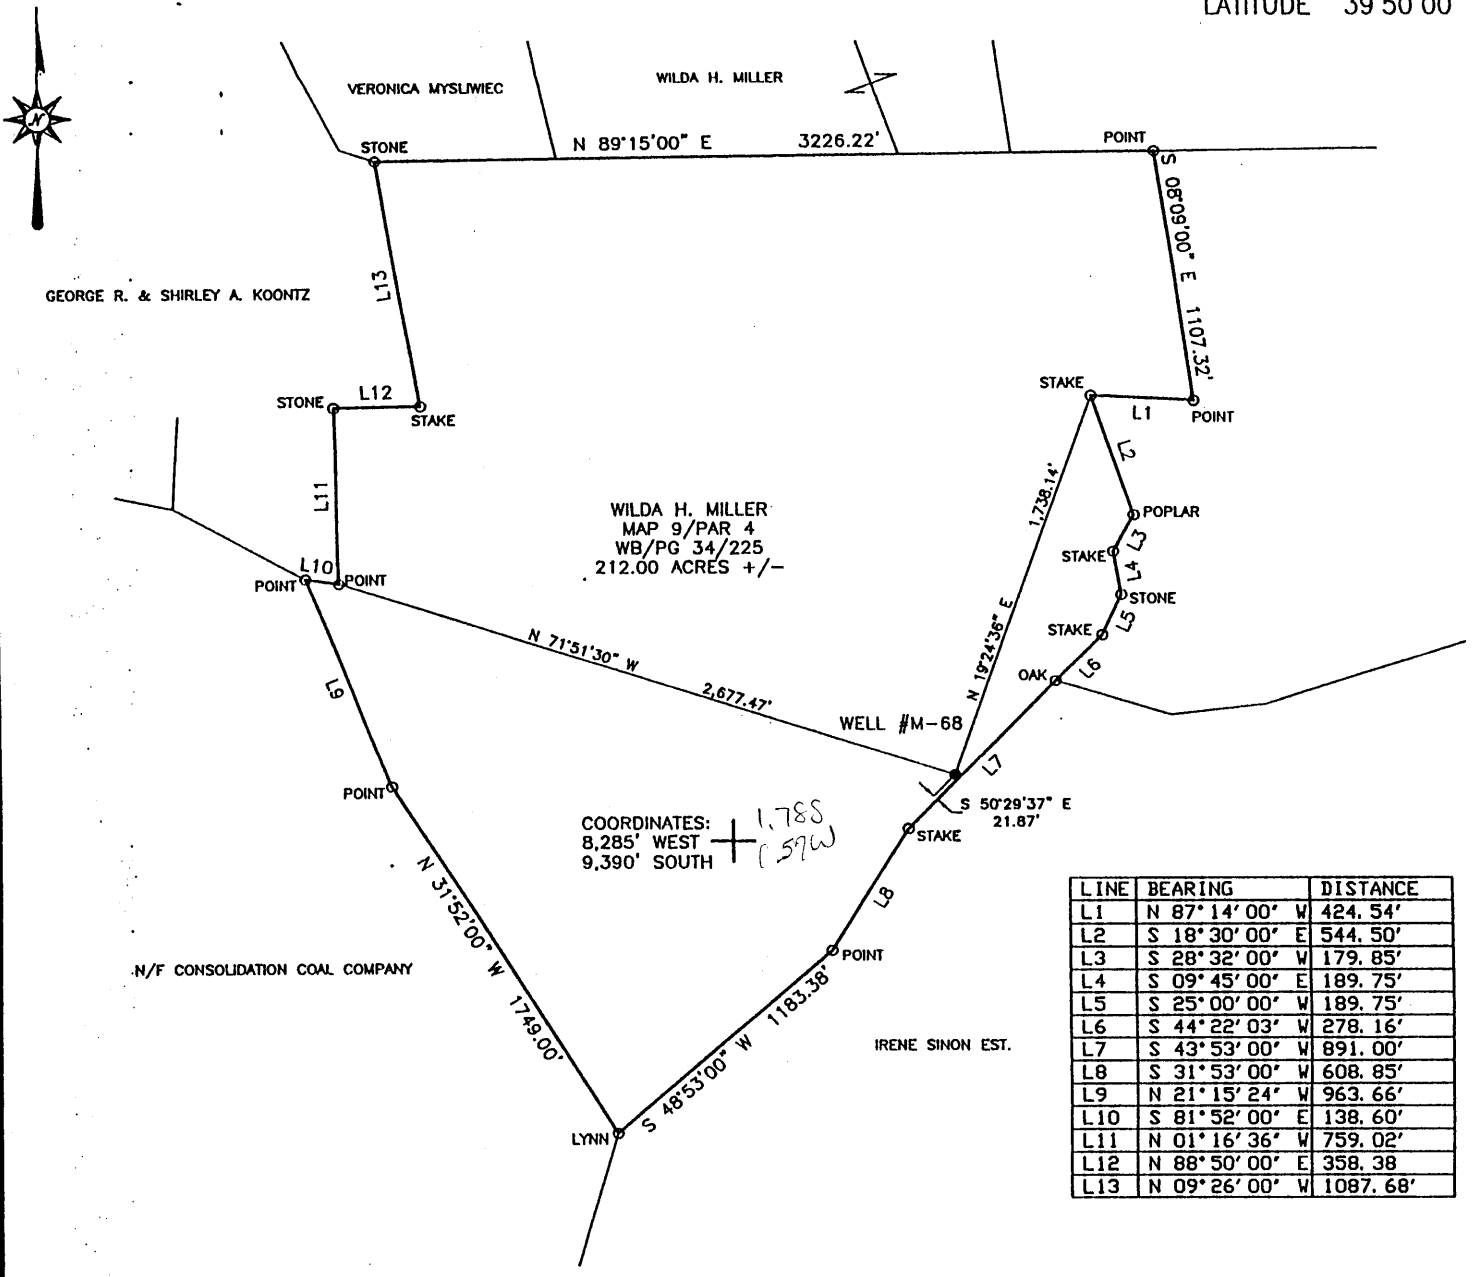 LATITUDE 39°50'00"
N
VERONICA MYSLIWIEC
WILDA H. MILLER
STONE
N 89°15'00" E 3226.22'
POINT
S 08°09'00" E 1107.32'
L13
GEORGE R. & SHIRLEY A. KOONTZ
STONE
L12
STAKE
STAKE
L1
POINT
L11
L2
1,738.14'
N 19°24'36" E
WILDA H. MILLER
MAP 9/PAR 4
WB/PG 34/225
212.00 ACRES +/-
POPLAR
L3
STAKE
L4
STONE
L5
STAKE
L6
OAK
L10
POINT
POINT
N 71°51'30" W
2,677.47'
L9
WELL #M-68
L7
S 50°29'37" E
21.87'
POINT
STAKE
COORDINATES:
8,285' WEST
9,390' SOUTH
1.78S
1.57W
L8
N 31°52'00" W 1749.00'
N/F CONSOLIDATION COAL COMPANY
POINT
S 48°53'00" W 1183.38'
IRENE SINON EST.
LYNN
LINE BEARING DISTANCE
L1 N 87°14'00" W 424.54'
L2 S 18°30'00" E 544.50'
L3 S 28°32'00" W 179.85'
L4 S 09°45'00" E 189.75'
L5 S 25°00'00" W 189.75'
L6 S 44°22'03" W 278.16'
L7 S 43°53'00" W 891.00'
L8 S 31°53'00" W 608.85'
L9 N 21°15'24" W 963.66'
L10 S 81°52'00" E 138.60'
L11 N 01°16'36" W 759.02'
L12 N 88°50'00" E 358.38
L13 N 09°26'00" W 1087.68'